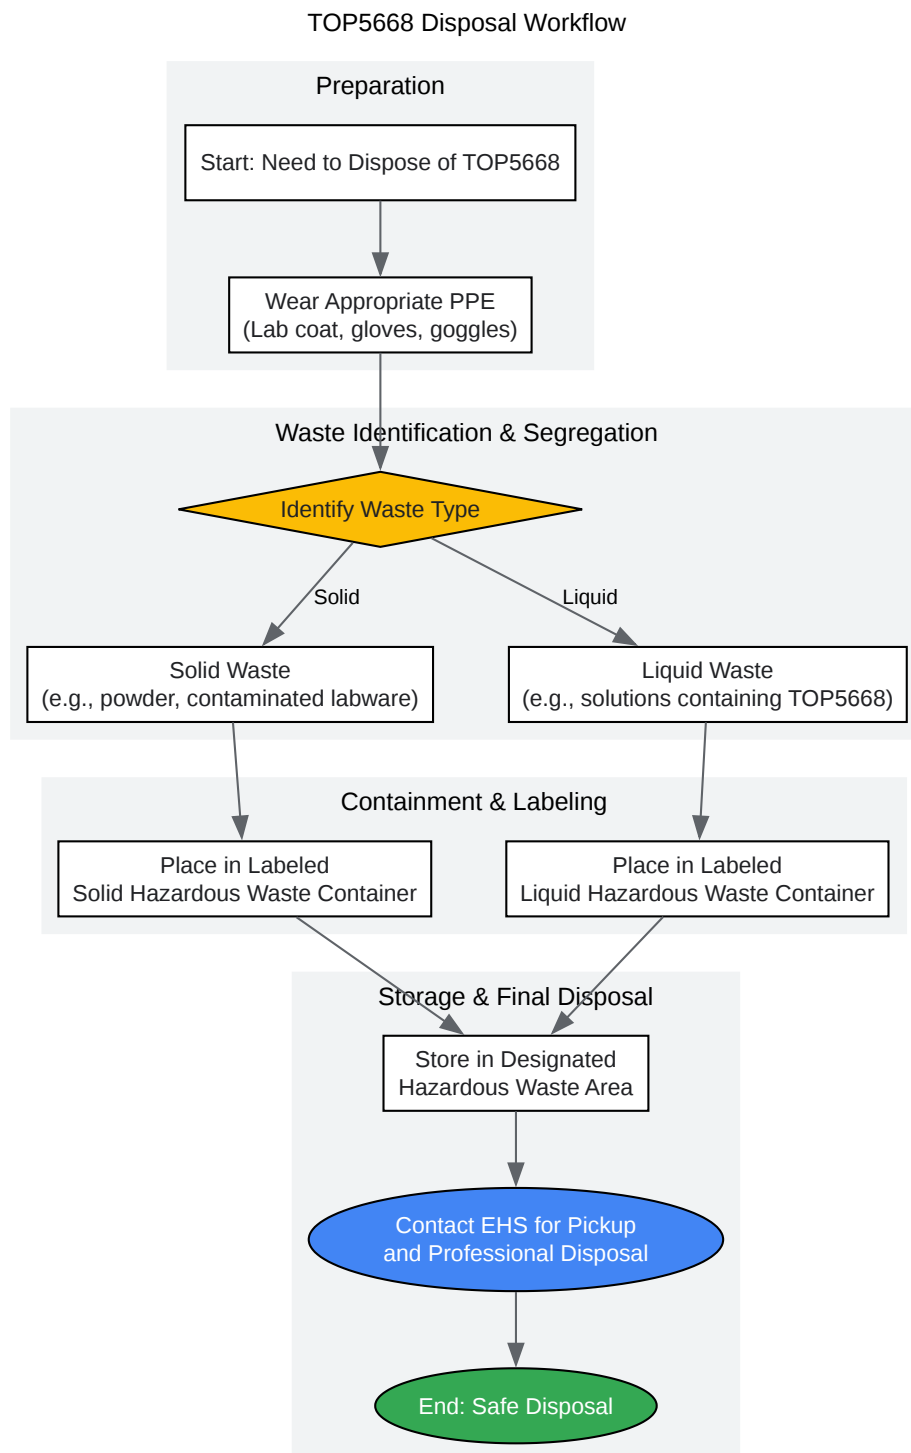 TOP5668 Disposal Workflow
Preparation
Start: Need to Dispose of TOP5668
Wear Appropriate PPE
(Lab coat, gloves, goggles)
Waste Identification & Segregation
Identify Waste Type
Solid
Liquid
Solid Waste
(e.g., powder, contaminated labware)
Liquid Waste
(e.g., solutions containing TOP5668)
Containment & Labeling
Place in Labeled
Solid Hazardous Waste Container
Place in Labeled
Liquid Hazardous Waste Container
Storage & Final Disposal
Store in Designated
Hazardous Waste Area
Contact EHS for Pickup
and Professional Disposal
End: Safe Disposal